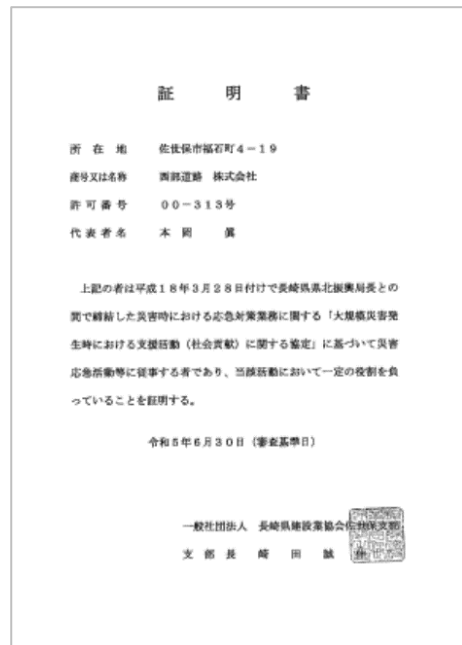 証明書
所在地 佐世保市福石町4-19
商号又は名称 西部道路 株式会社
許可番号 00-313号
代表者名 本岡 眞
上記の者は平成18年3月28日付けで長崎県県北振興局長との
間で締結した災害時における応急対策業務に関する「大規模災害発
生時における支援活動(社会貢献)に関する協定」に基づいて災害
応急活動等に従事する者であり、当該活動において一定の役割を負
っていることを証明する。
令和5年6月30日(審査基準日)
一般社団法人 長崎県建設業協会佐世保支部
支部長 崎田 誠